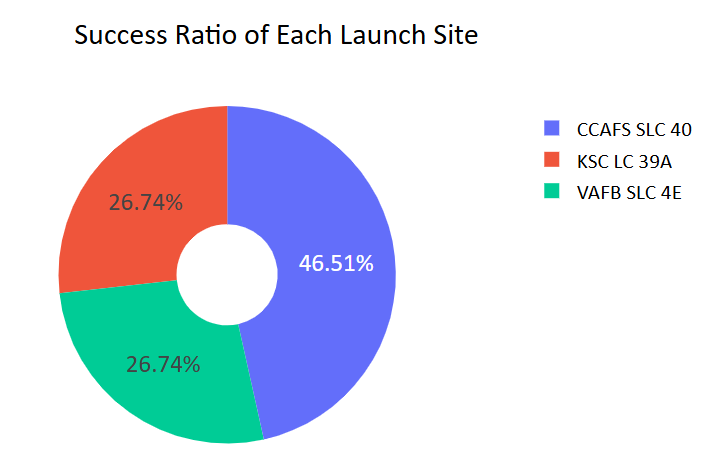 Success Ratio of Each Launch Site
CCAFS SLC 40
KSC LC 39A
VAFB SLC 4E
26.74%
46.51%
26.74%